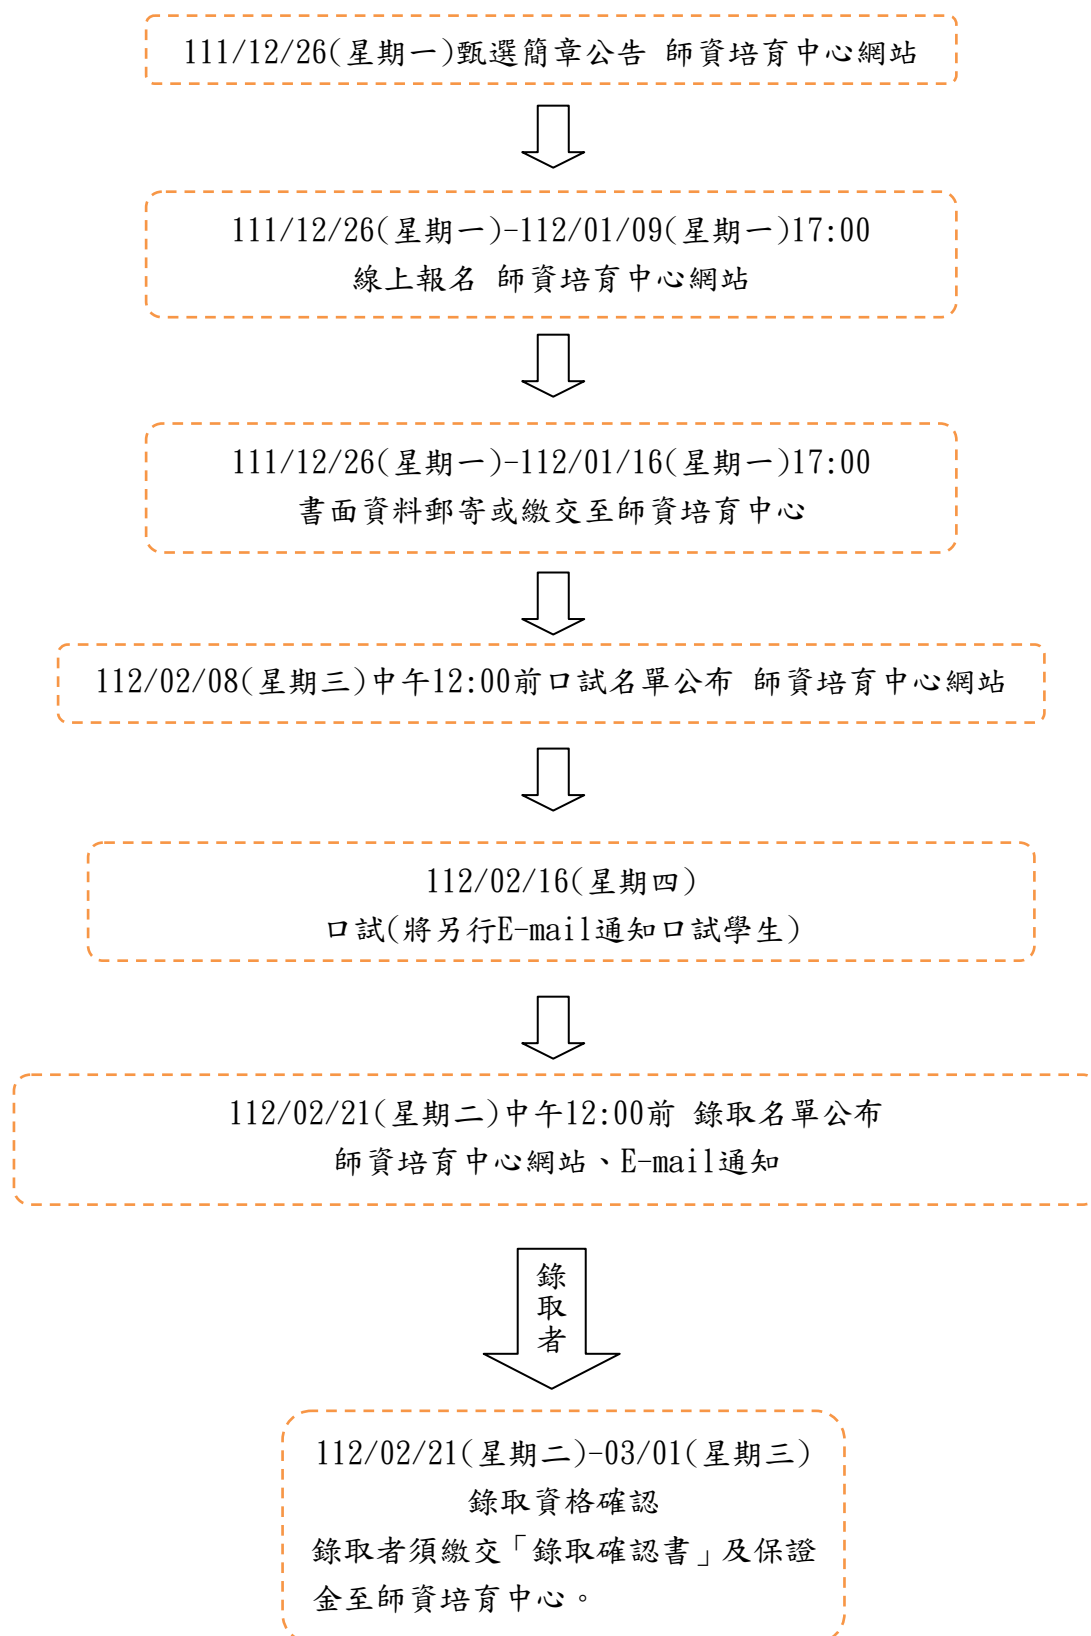 111/12/26(星期一)甄選簡章公告 師資培育中心網站
111/12/26(星期一)-112/01/09(星期一)17:00
線上報名 師資培育中心網站
111/12/26(星期一)-112/01/16(星期一)17:00
書面資料郵寄或繳交至師資培育中心
112/02/08(星期三)中午12:00前口試名單公布 師資培育中心網站
112/02/16(星期四)
口試(將另行E-mail通知口試學生)
112/02/21(星期二)中午12:00前 錄取名單公布
師資培育中心網站、E-mail通知
錄取者
112/02/21(星期二)-03/01(星期三)
錄取資格確認
錄取者須繳交「錄取確認書」及保證
金至師資培育中心。